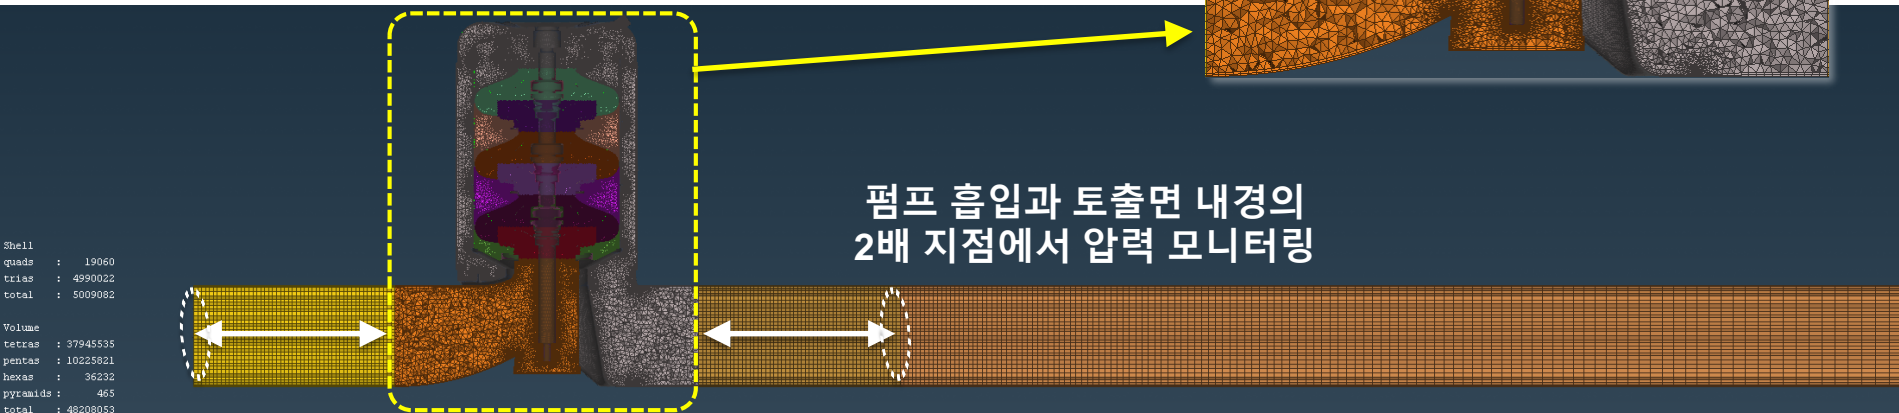 펌프 흡입과 토출면 내경의
2배 지점에서 압력 모니터링
Shell
quads : 19060
trias : 4990022
total : 5009082
Volume
tetras : 37945535
pentas : 10225821
hexas : 36232
pyramids : 465
total : 48208053